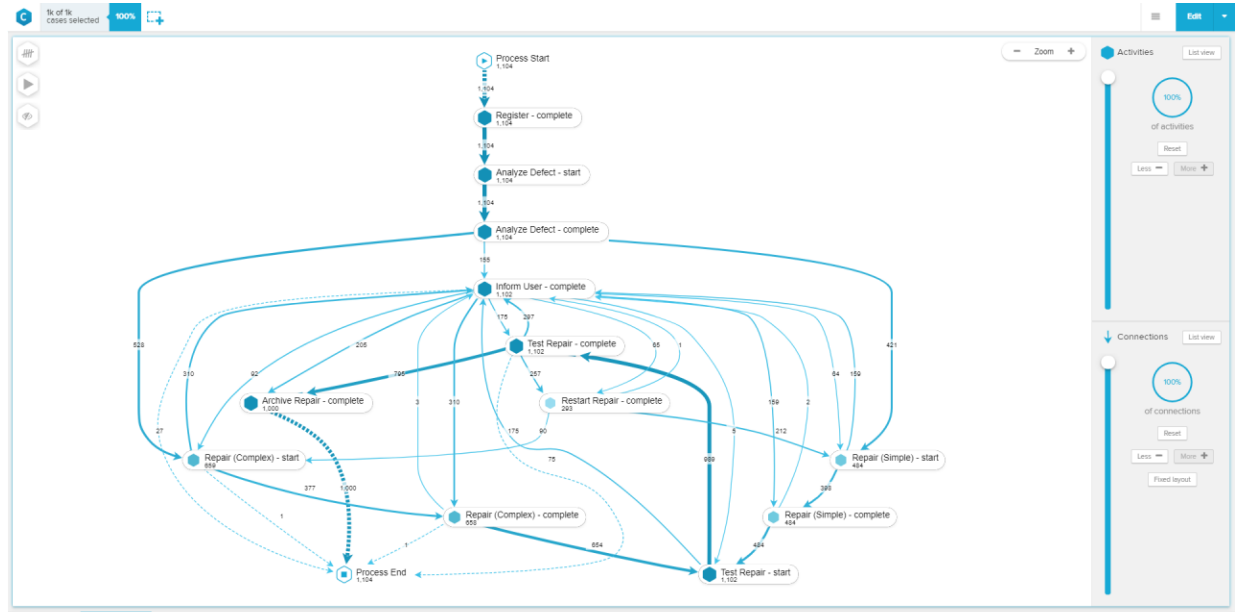 C
1k of 1k
cases selected
100%
Edit
Zoom
Process Start
1,104
1,104
Register - complete
1,104
1,104
Analyze Defect - start
1,104
1,104
Analyze Defect - complete
1,104
155
Inform User - complete
1,102
175
287
Test Repair - complete
1,102
528
310
92
205
795
257
65
1
64
159
421
Archive Repair - complete
1,000
3
310
Restart Repair - complete
293
159
2
27
175
90
5
212
Repair (Complex) - start
659
75
989
Repair (Simple) - start
484
377
1,000
398
1
Repair (Complex) - complete
658
Repair (Simple) - complete
484
1
654
484
Process End
1,104
Test Repair - start
1,102
Activities
List view
100%
of activities
Reset
Less
More
Connections
List view
100%
of connections
Reset
Less
More
Fixed layout